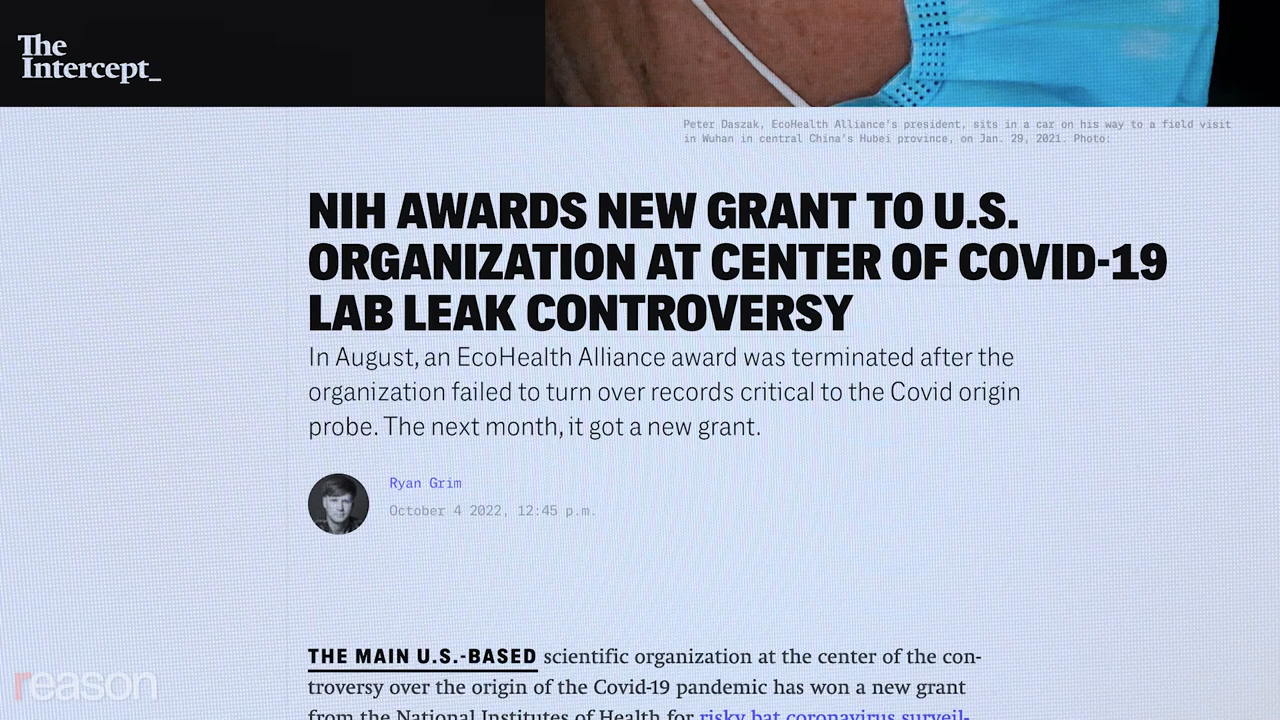 The
Intercept_
Peter Daszak, EcoHealth Alliance's president, sits in a car on his way to a field visit
in Wuhan in central China's Hubei province, on Jan. 29, 2021. Photo:
NIH AWARDS NEW GRANT TO U.S.
ORGANIZATION AT CENTER OF COVID-19
LAB LEAK CONTROVERSY
In August, an EcoHealth Alliance award was terminated after the
organization failed to turn over records critical to the Covid origin
probe. The next month, it got a new grant.
Ryan Grim
October 4 2022, 12:45 p.m.
THE MAIN U.S.-BASED scientific organization at the center of the con-
troversy over the origin of the Covid-19 pandemic has won a new grant
from the National Institutes of Health for risky bat coronavirus surveil-
reason